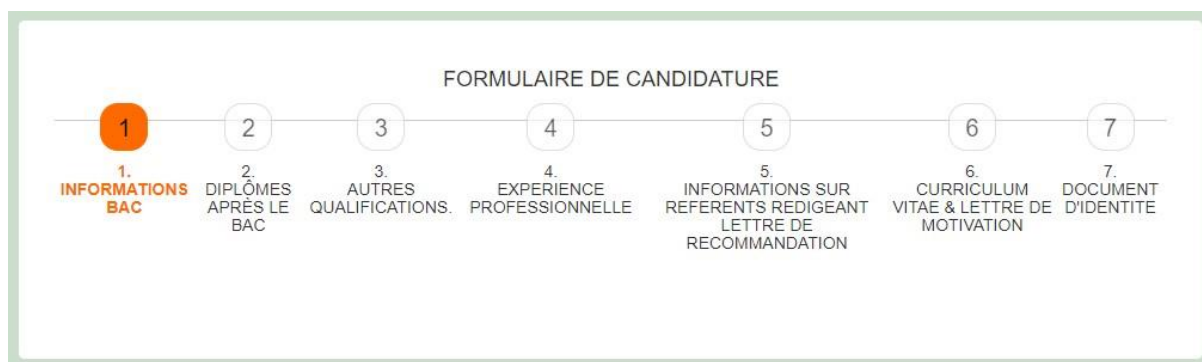 FORMULAIRE DE CANDIDATURE
1
2
3
4
5
6
7
1.
INFORMATIONS
BAC
2.
DIPLÔMES
APRÈS LE
BAC
3.
AUTRES
QUALIFICATIONS.
4.
EXPERIENCE
PROFESSIONNELLE
5.
INFORMATIONS SUR
REFERENTS REDIGEANT
LETTRE DE
RECOMMANDATION
6.
CURRICULUM
VITAE & LETTRE DE
MOTIVATION
7.
DOCUMENT
D'IDENTITE